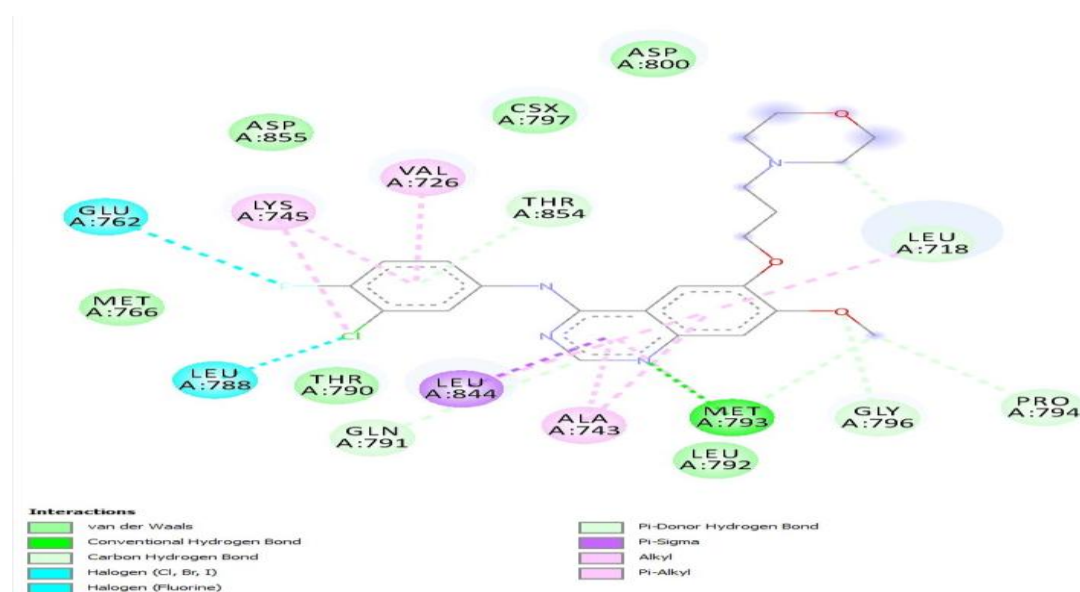 ASP
A:800
CSX
A:797
ASP
A:855
VAL
A:726
THR
A:854
LYS
A:745
GLU
A:762
LEU
A:718
MET
A:766
LEU
A:788
THR
A:790
LEU
A:844
ALA
A:743
GLN
A:791
MET
A:793
LEU
A:792
GLY
A:796
PRO
A:794
O
N
O
F
N
N
N
O
Cl
Interactions
van der Waals
Conventional Hydrogen Bond
Carbon Hydrogen Bond
Halogen (Cl, Br, I)
Halogen (Fluorine)
Pi-Donor Hydrogen Bond
Pi-Sigma
Alkyl
Pi-Alkyl